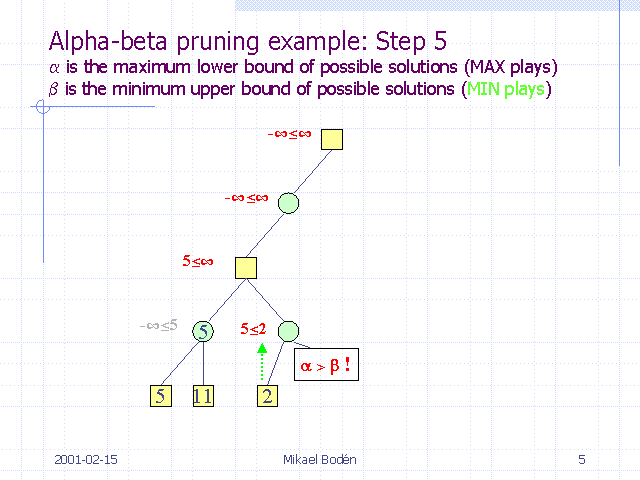 Alpha-beta pruning example: Step 5
α is the maximum lower bound of possible solutions (MAX plays)
β is the minimum upper bound of possible solutions (MIN plays)
-∞≤∞
-∞≤∞
5≤∞
-∞≤5
5
5≤2
α > β !
5
11
2
2001-02-15
Mikael Bodén
5